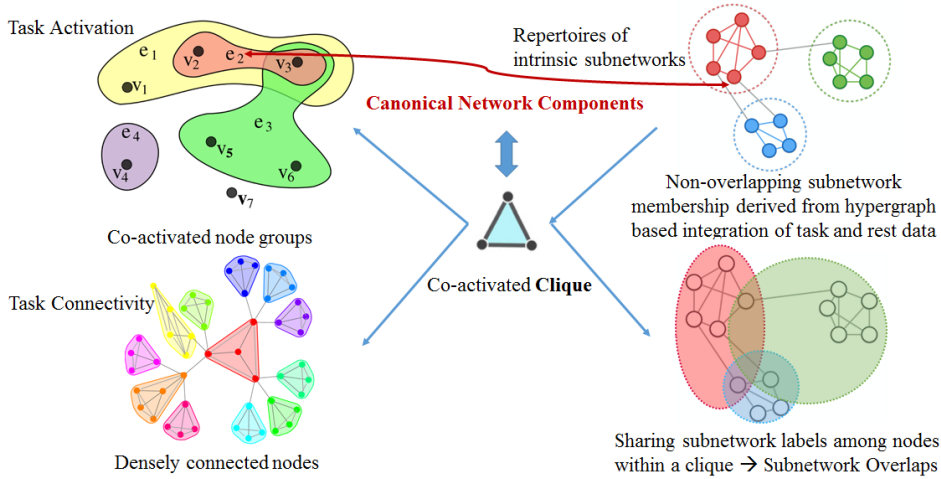 Task Activation
e1
e2
v1
v2
v3
e3
e4
v4
v5
v6
v7
Co-activated node groups
Repertoires of
intrinsic subnetworks
Canonical Network Components
Non-overlapping subnetwork
membership derived from hypergraph
based integration of task and rest data
Co-activated Clique
Task Connectivity
Densely connected nodes
Sharing subnetwork labels among nodes
within a clique → Subnetwork Overlaps